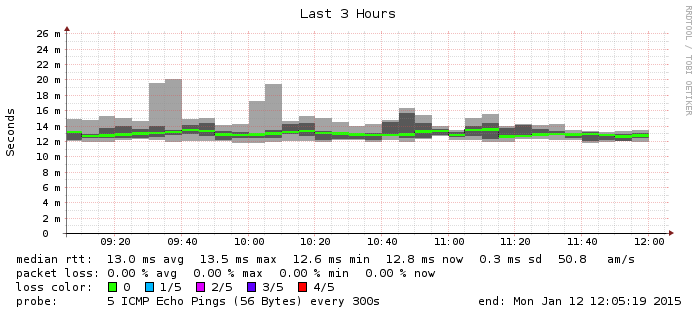 Last 3 Hours
RRDTOOL / TOBI OETIKER
Seconds
26 m
24 m
22 m
20 m
18 m
16 m
14 m
12 m
10 m
8 m
6 m
4 m
2 m
0
09:20 09:40 10:00 10:20 10:40 11:00 11:20 11:40 12:00
median rtt: 13.0 ms avg 13.5 ms max 12.6 ms min 12.8 ms now 0.3 ms sd 50.8 am/s
packet loss: 0.00 % avg 0.00 % max 0.00 % min 0.00 % now
loss color: 0 1/5 2/5 3/5 4/5
probe: 5 ICMP Echo Pings (56 Bytes) every 300s end: Mon Jan 12 12:05:19 2015